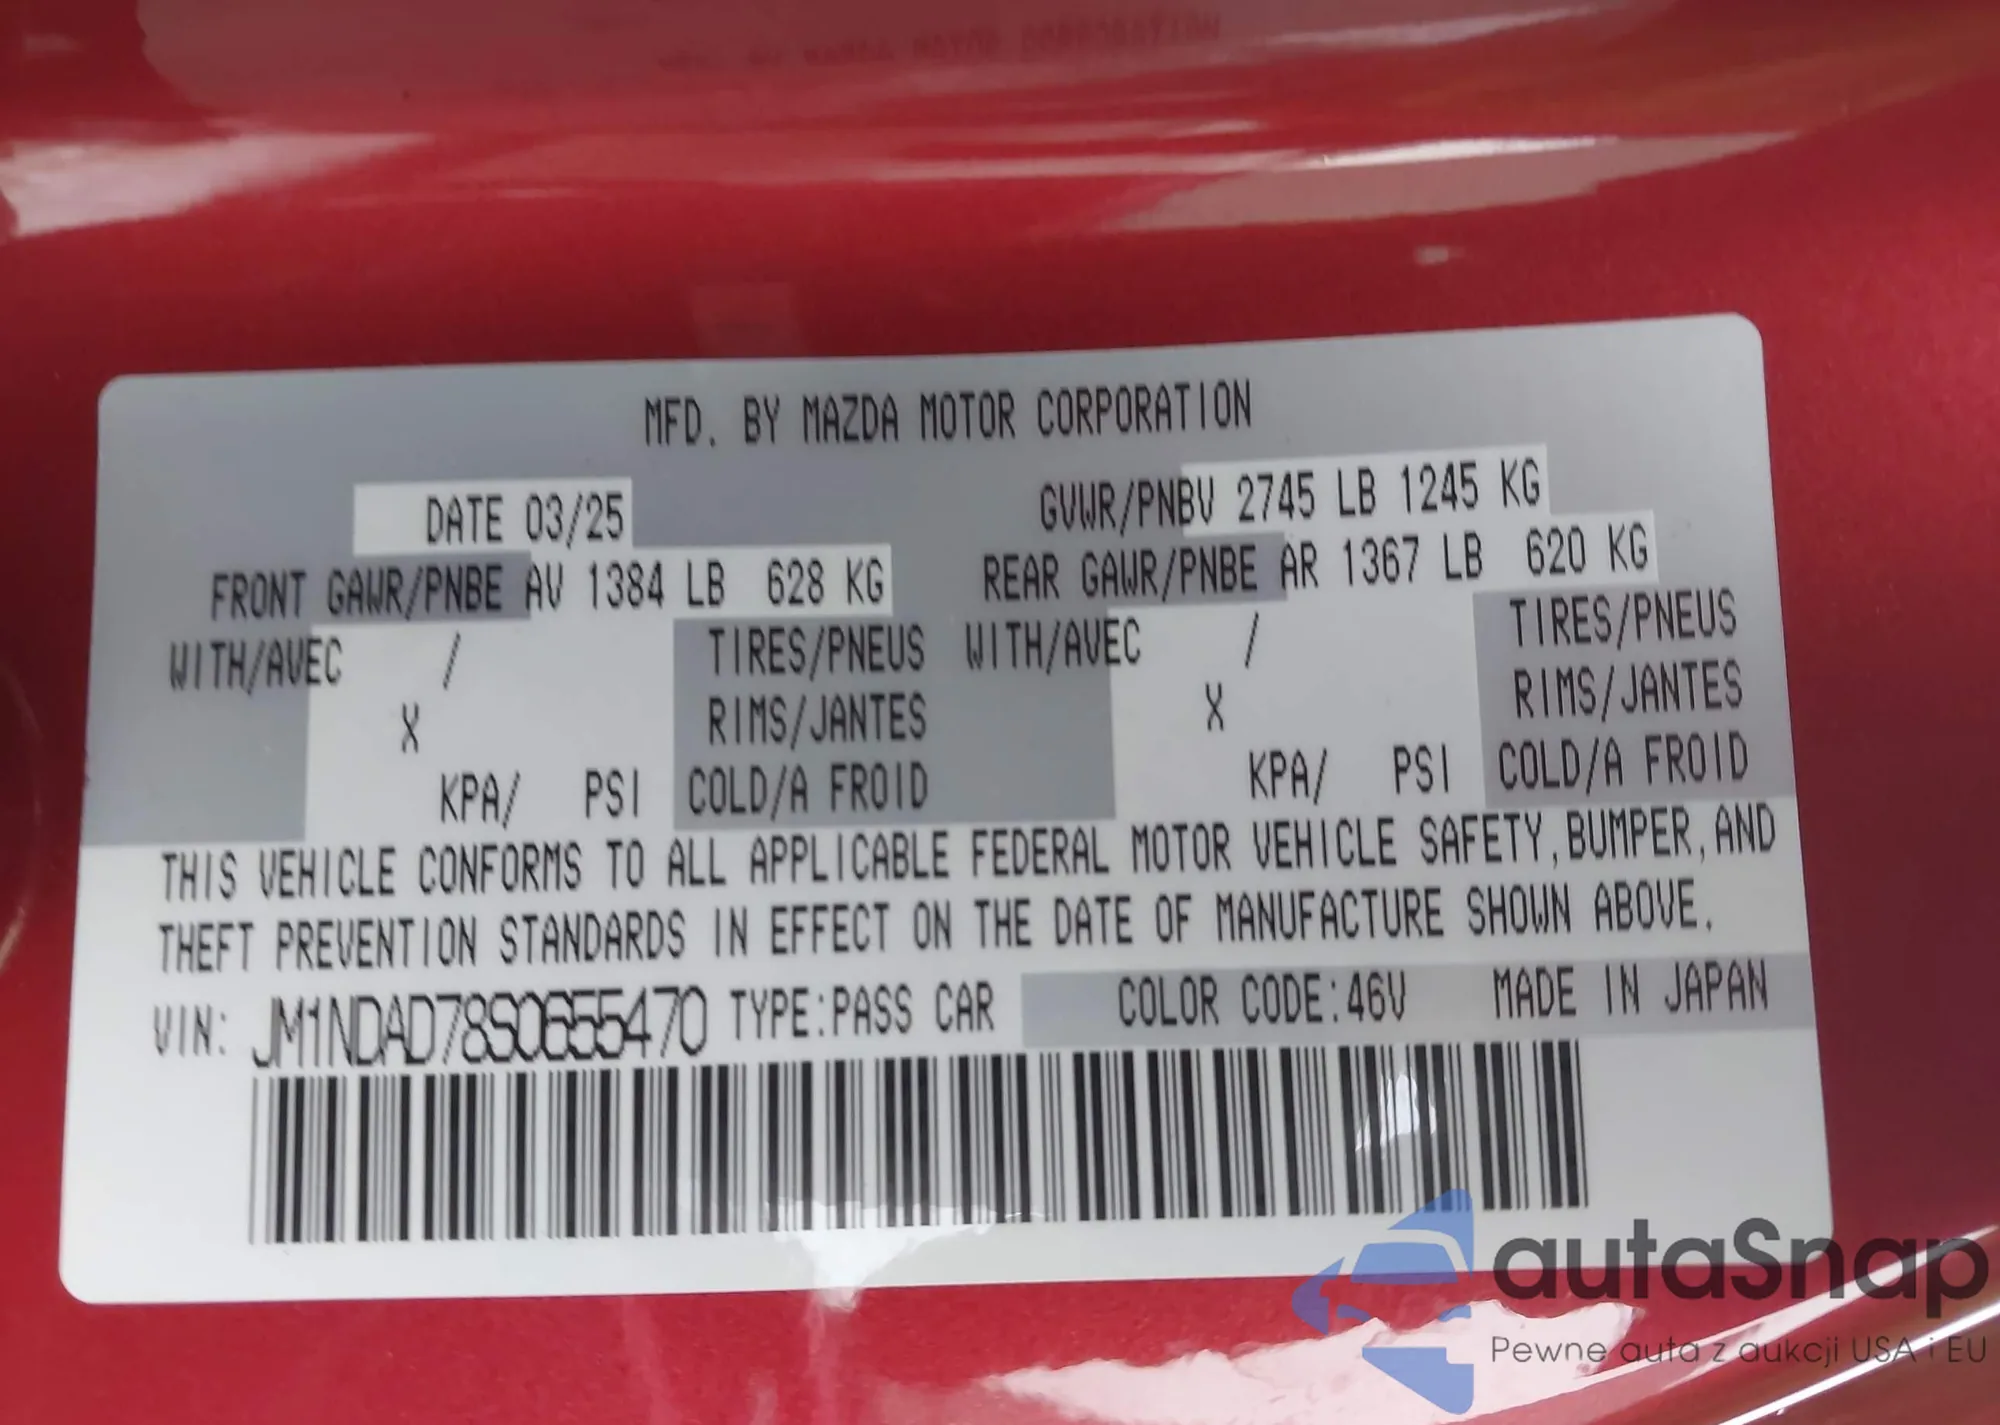 MFD. BY MAZDA MOTOR CORPORATION
DATE 03/25 GVWR/PNBV 2745 LB 1245 KG
FRONT GAWR/PNBE AV 1384 LB 628 KG REAR GAWR/PNBE AR 1367 LB 620 KG
WITH/AVEC / TIRES/PNEUS WITH/AVEC / TIRES/PNEUS
X RIMS/JANTES X RIMS/JANTES
KPA/ PSI COLD/A FROID KPA/ PSI COLD/A FROID
THIS VEHICLE CONFORMS TO ALL APPLICABLE FEDERAL MOTOR VEHICLE SAFETY, BUMPER, AND
THEFT PREVENTION STANDARDS IN EFFECT ON THE DATE OF MANUFACTURE SHOWN ABOVE.
VIN: JM1NDAD78S0655470 TYPE:PASS CAR COLOR CODE:46V MADE IN JAPAN
autaSnap
Pewne auta z aukcji USA i EU